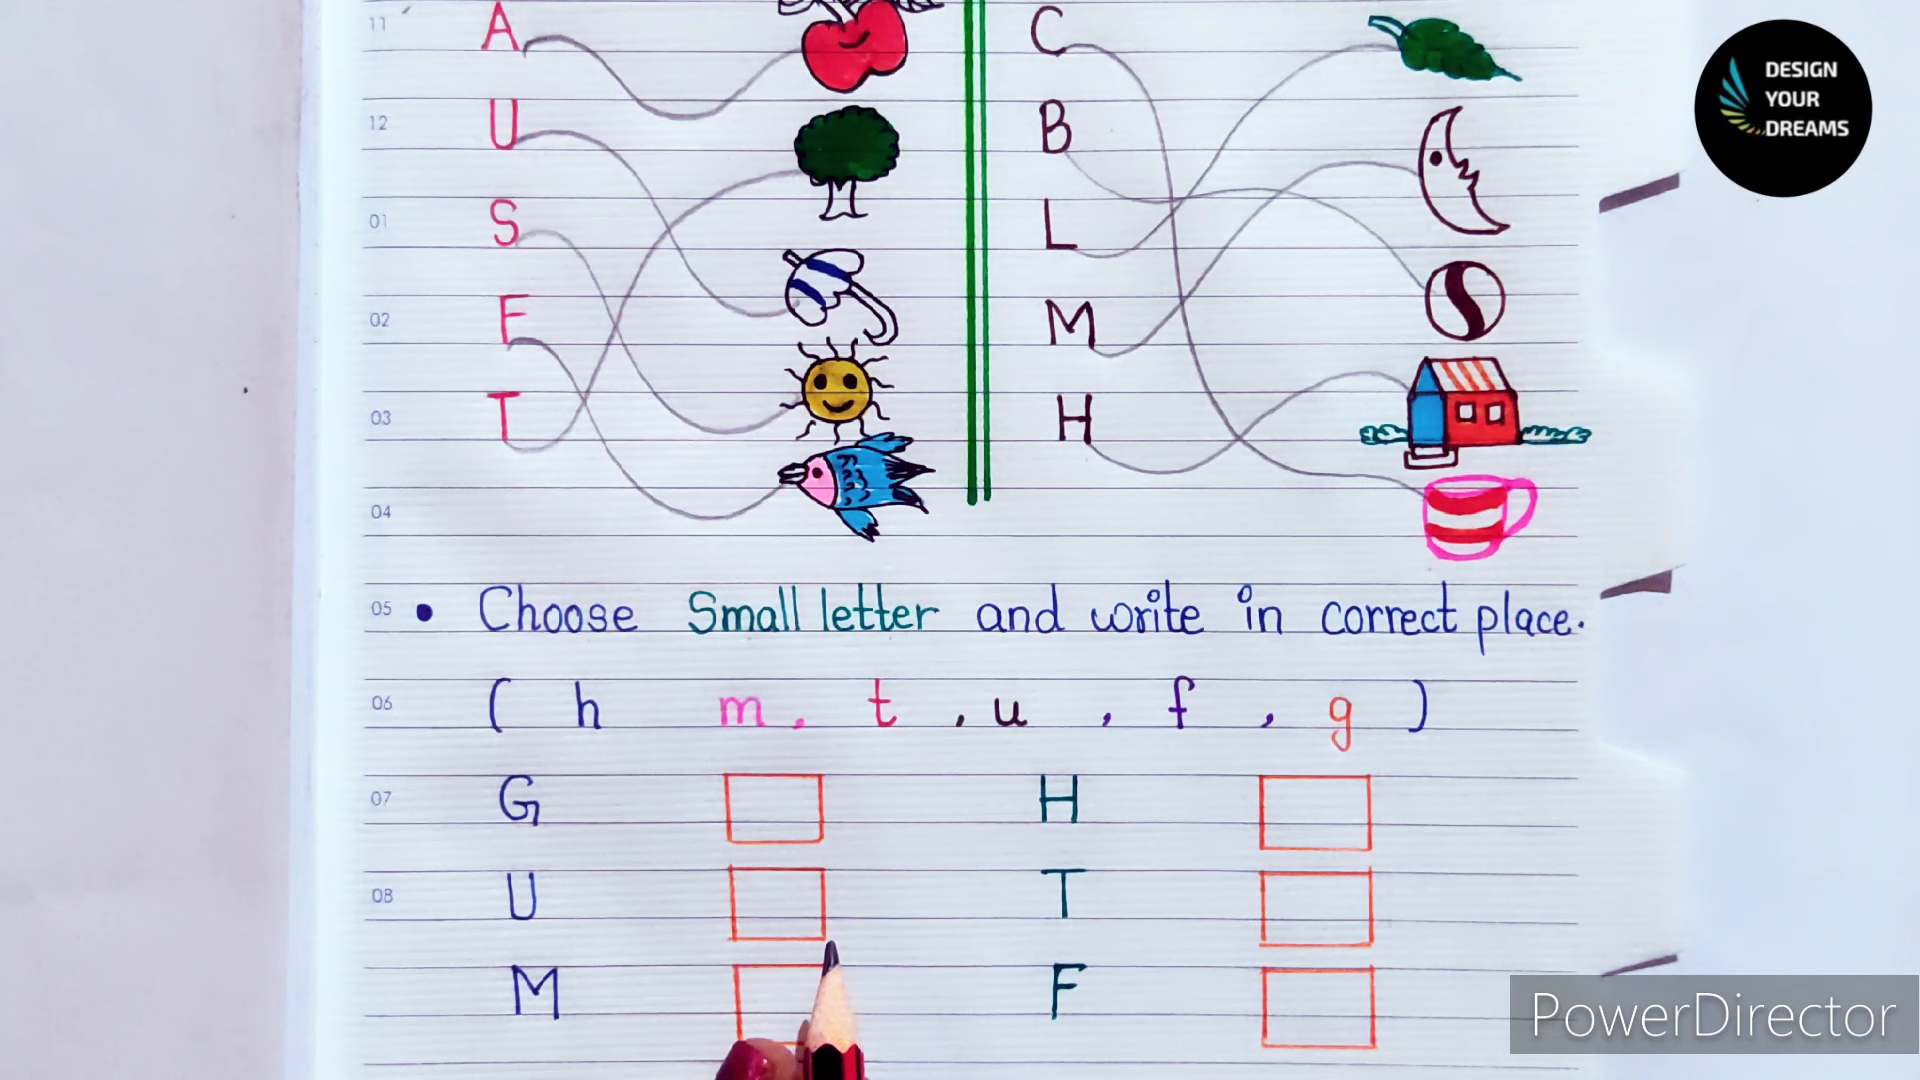 11 A C
12 U B
01 S L
02 F M
03 T H
04
05 • Choose Small letter and write in correct place.
06 ( h m, t , u , f , g )
07 G H
08 U T
M F
DESIGN
YOUR
DREAMS
PowerDirector